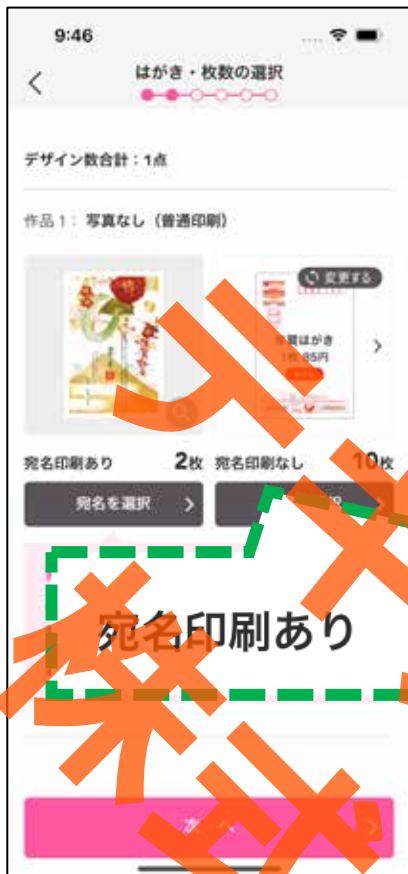 9:46
はがき・枚数の選択
デザイン数合計：1点
作品1： 写真なし（普通印刷）
変更する
年賀はがき
1枚 85円
宛名印刷あり 2枚 宛名印刷なし 10枚
宛名を選択
宛名印刷あり
次へ